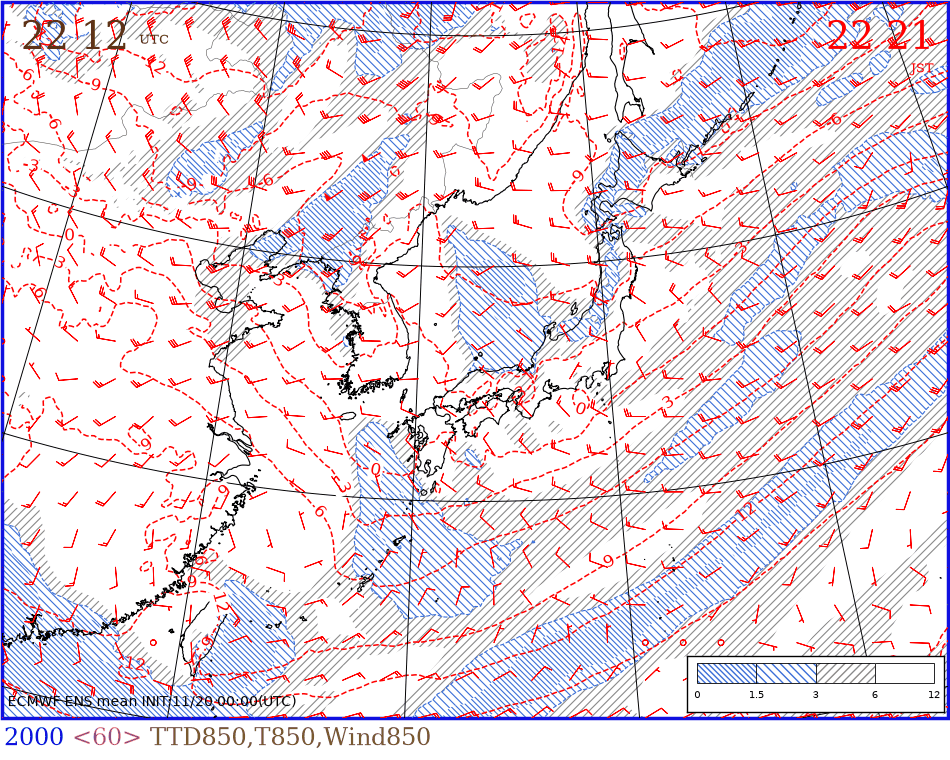 22 12 UTC
22 21 JST
ECMWF ENS mean INIT:11/20 00:00(UTC)
0 1.5 3 6 12
2000 <60> TTD850,T850,Wind850